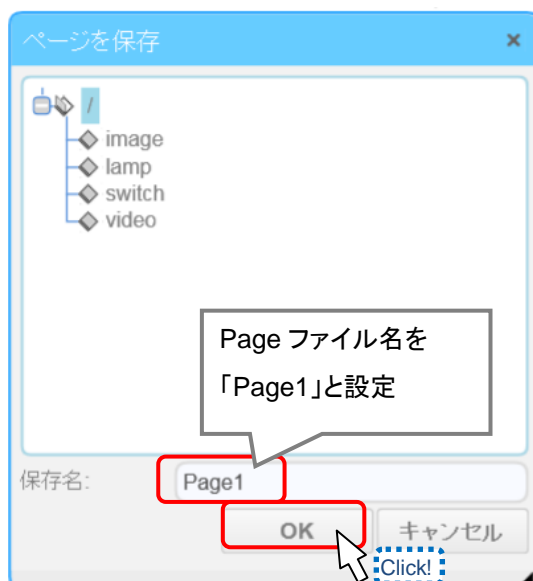 ページを保存 ×
/
image
lamp
switch
video
Page ファイル名を
「Page1」と設定
保存名: Page1
OK キャンセル
Click!